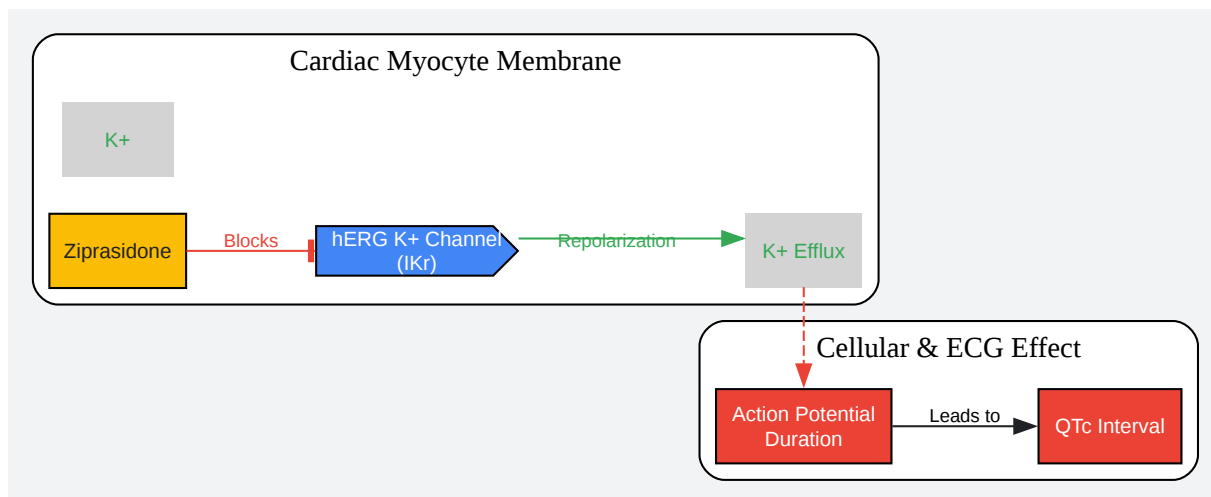 Cardiac Myocyte Membrane
K+
Ziprasidone
Blocks
hERG K+ Channel
(IKr)
Repolarization
K+ Efflux
Cellular & ECG Effect
Action Potential
Duration
Leads to
QTc Interval